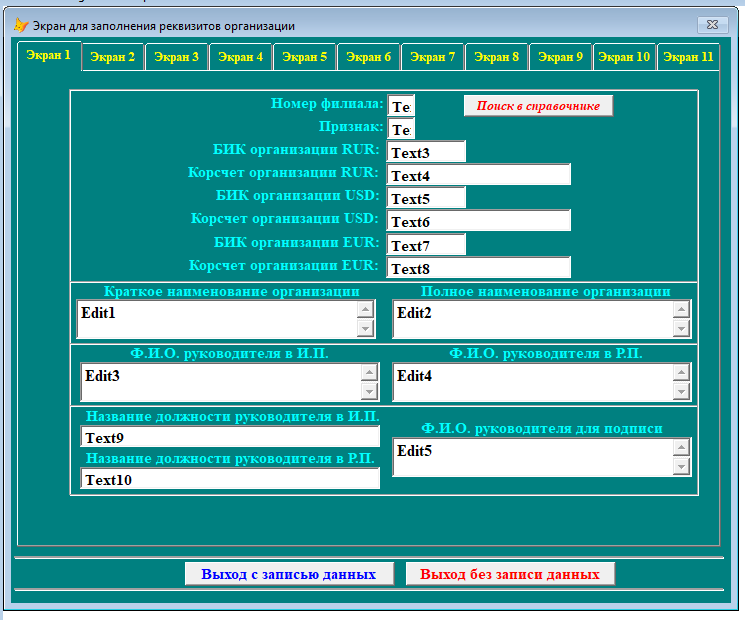 Экран для заполнения реквизитов организации
Экран 1 Экран 2 Экран 3 Экран 4 Экран 5 Экран 6 Экран 7 Экран 8 Экран 9 Экран 10 Экран 11
Номер филиала: Te Поиск в справочнике
Признак: Te
БИК организации RUR: Text3
Корсчет организации RUR: Text4
БИК организации USD: Text5
Корсчет организации USD: Text6
БИК организации EUR: Text7
Корсчет организации EUR: Text8
Краткое наименование организации Полное наименование организации
Edit1 Edit2
Ф.И.О. руководителя в И.П. Ф.И.О. руководителя в Р.П.
Edit3 Edit4
Название должности руководителя в И.П.
Text9
Ф.И.О. руководителя для подписи
Edit5
Название должности руководителя в Р.П.
Text10
Выход с записью данных Выход без записи данных